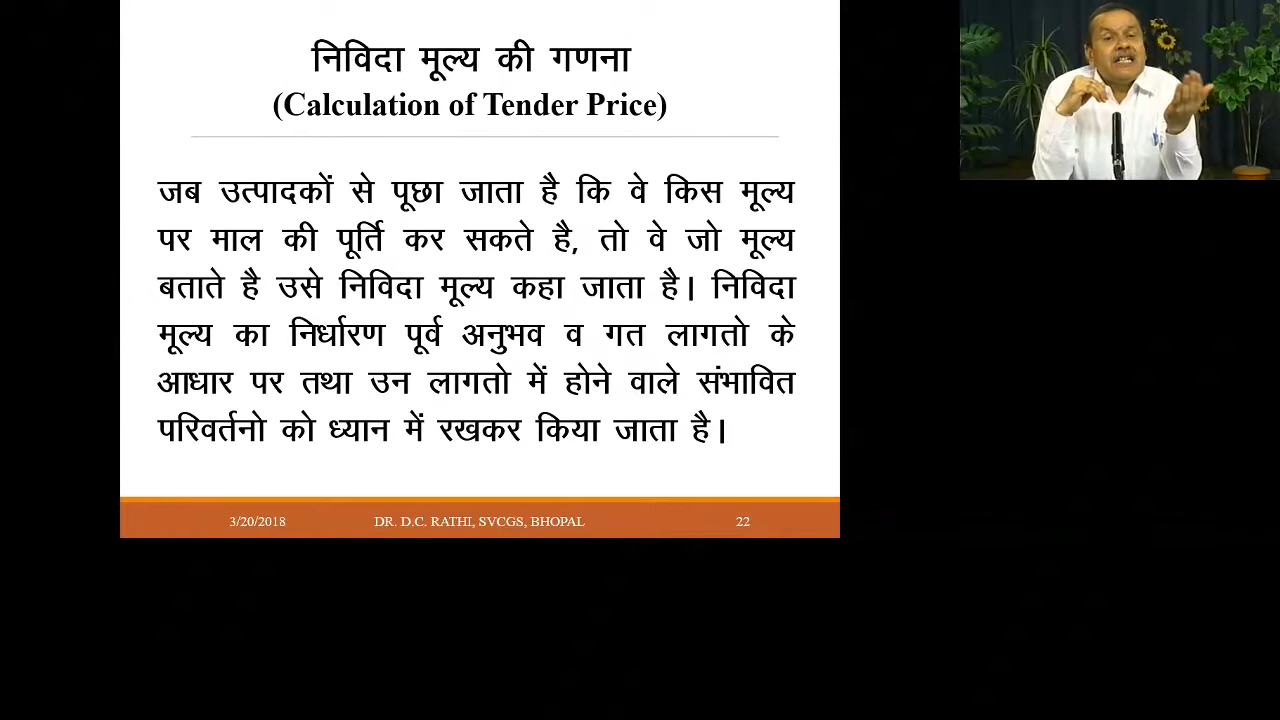 निविदा मूल्य की गणना
(Calculation of Tender Price)
जब उत्पादकों से पूछा जाता है कि वे किस मूल्य
पर माल की पूर्ति कर सकते है, तो वे जो मूल्य
बताते है उसे निविदा मूल्य कहा जाता है। निविदा
मूल्य का निर्धारण पूर्व अनुभव व गत लागतो के
आधार पर तथा उन लागतो में होने वाले संभावित
परिवर्तनो को ध्यान में रखकर किया जाता है।
3/20/2018 DR. D.C. RATHI, SVCGS, BHOPAL 22